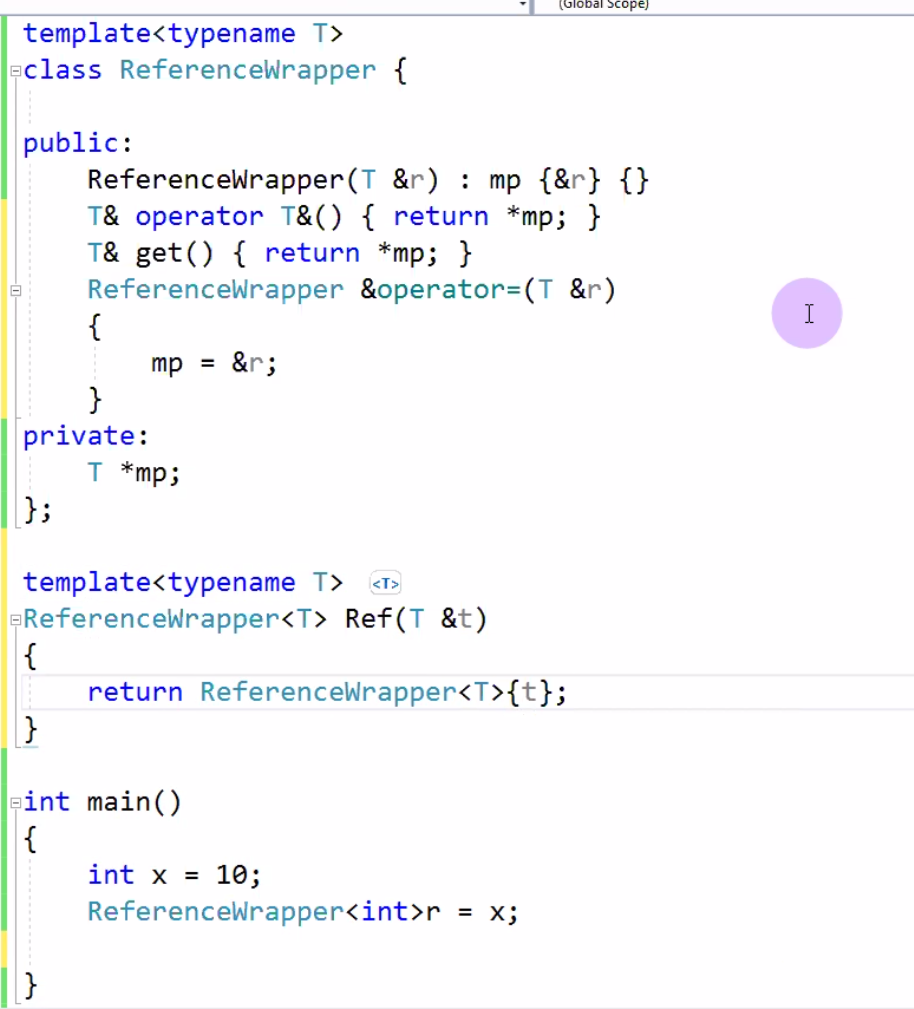 (Global Scope)
template<typename T>
class ReferenceWrapper {
public:
ReferenceWrapper(T &r) : mp {&r} {}
T& operator T&() { return *mp; }
T& get() { return *mp; }
ReferenceWrapper &operator=(T &r)
{
mp = &r;
}
private:
T *mp;
};
template<typename T> <T>
ReferenceWrapper<T> Ref(T &t)
{
return ReferenceWrapper<T>{t};
}
int main()
{
int x = 10;
ReferenceWrapper<int>r = x;
}